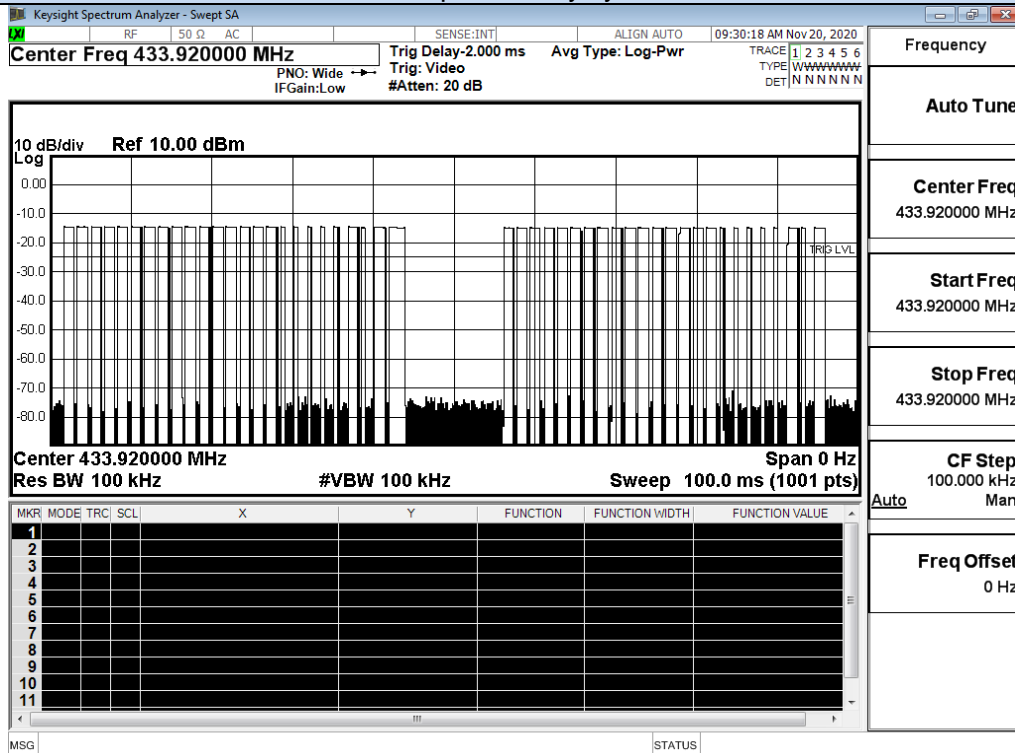 Keysight Spectrum Analyzer - Swept SA
LXI RF 50 Ω AC SENSE:INT ALIGN AUTO 09:30:18 AM Nov 20, 2020
Center Freq 433.920000 MHz
PNO: Wide
IFGain:Low
Trig Delay-2.000 ms
Trig: Video
#Atten: 20 dB
Avg Type: Log-Pwr
TRACE 1 2 3 4 5 6
TYPE WWWWWW
DET N N N N N N
10 dB/div Ref 10.00 dBm
Log
0.00
-10.0
-20.0
TRIG LVL
-30.0
-40.0
-50.0
-60.0
-70.0
-80.0
Center 433.920000 MHz Span 0 Hz
Res BW 100 kHz #VBW 100 kHz Sweep 100.0 ms (1001 pts)
MKR MODE TRC SCL X Y FUNCTION FUNCTION WIDTH FUNCTION VALUE
1
2
3
4
5
6
7
8
9
10
11
MSG STATUS
Frequency
Auto Tune
Center Freq
433.920000 MHz
Start Freq
433.920000 MHz
Stop Freq
433.920000 MHz
CF Step
100.000 kHz
Auto Man
Freq Offset
0 Hz